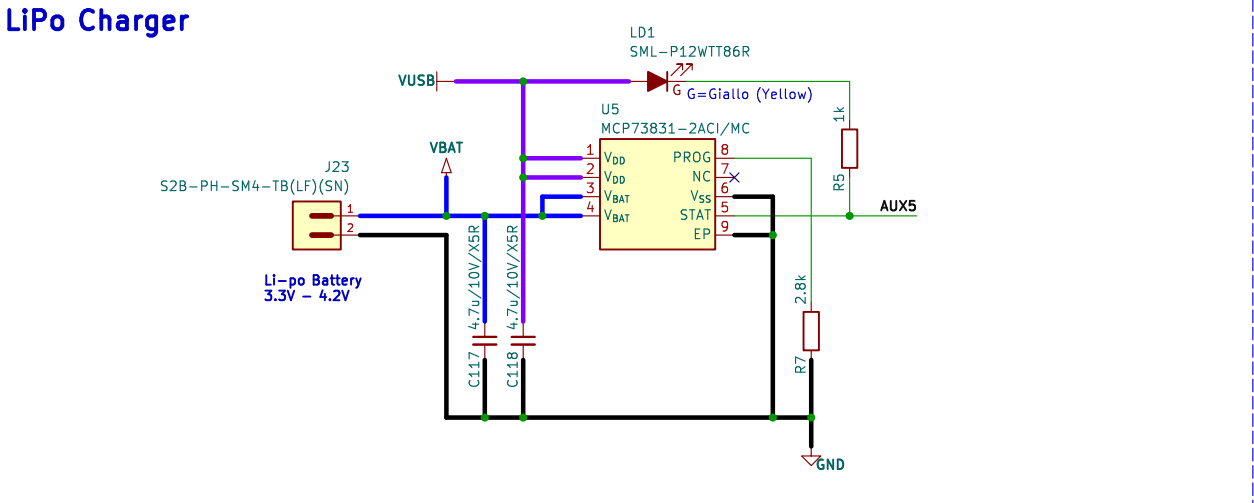 LiPo Charger
LD1
SML-P12WTT86R
VUSB
G
G=Giallo (Yellow)
U5
MCP73831-2ACI/MC
1k
R5
VBAT
J23
S2B-PH-SM4-TB(LF)(SN)
1
2
1 VDD
2 VDD
3 VBAT
4 VBAT
PROG 8
NC 7
VSS 6
STAT 5
EP 9
AUX5
Li-po Battery
3.3V - 4.2V
4.7u/10V/X5R
C117
4.7u/10V/X5R
C118
2.8k
R7
GND